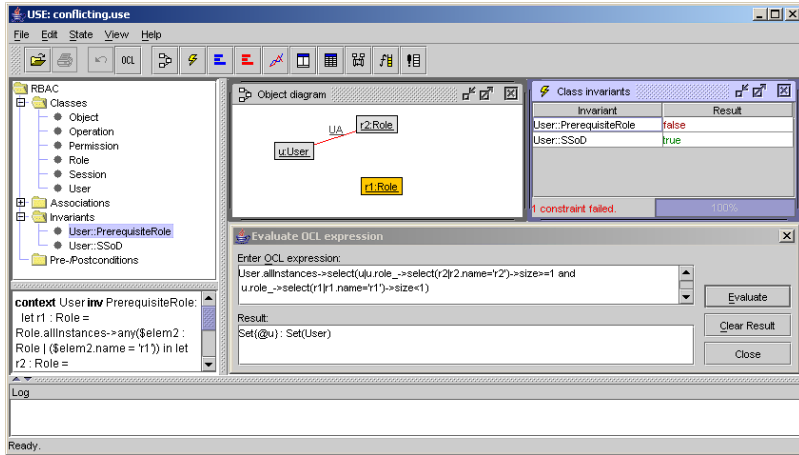 USE: conflicting.use
File Edit State View Help
OCL
RBAC
Classes
Object
Operation
Permission
Role
Session
User
Associations
Invariants
User::PrerequisiteRole
User::SSoD
Pre-/Postconditions
context User inv PrerequisiteRole:
let r1 : Role =
Role.allInstances->any($elem2 :
Role | ($elem2.name = 'r1')) in let
r2 : Role =
Object diagram
UA
r2:Role
u:User
r1:Role
Class invariants
Invariant Result
User::PrerequisiteRole false
User::SSoD true
1 constraint failed. 100%
Evaluate OCL expression
Enter OCL expression:
User.allInstances->select(u|u.role_->select(r2|r2.name='r2')->size>=1 and
u.role_->select(r1|r1.name='r1')->size<1)
Evaluate
Result:
Set{@u} : Set(User)
Clear Result
Close
Log
Ready.